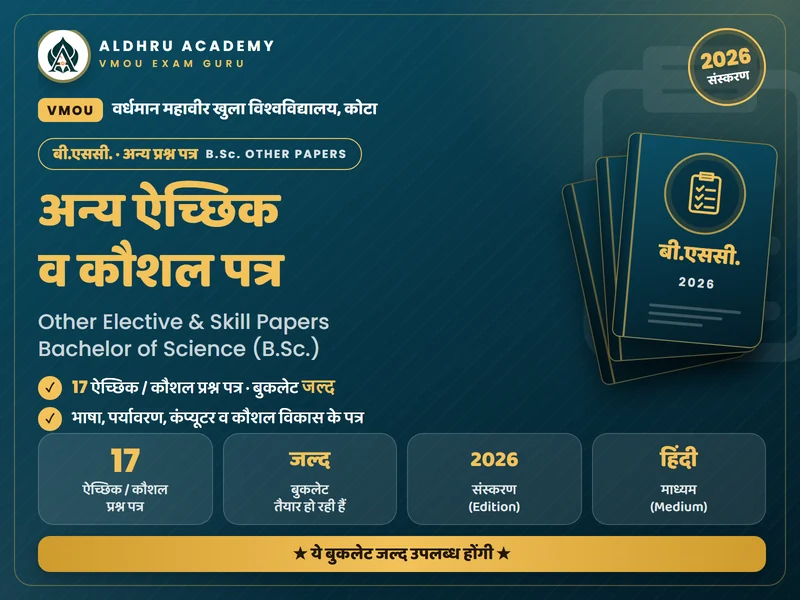 ALDHRU ACADEMY
VMOU EXAM GURU
2026
संस्करण
VMOU वर्धमान महावीर खुला विश्वविद्यालय, कोटा
बी.एससी. · अन्य प्रश्न पत्र B.Sc. OTHER PAPERS
अन्य ऐच्छिक
व कौशल पत्र
Other Elective & Skill Papers
Bachelor of Science (B.Sc.)
✓ 17 ऐच्छिक / कौशल प्रश्न पत्र · बुकलेट जल्द
✓ भाषा, पर्यावरण, कंप्यूटर व कौशल विकास के पत्र
बी.एससी.
2026
17
ऐच्छिक / कौशल
प्रश्न पत्र
जल्द
बुकलेट
तैयार हो रही हैं
2026
संस्करण
(Edition)
हिंदी
माध्यम
(Medium)
★ ये बुकलेट जल्द उपलब्ध होंगी ★